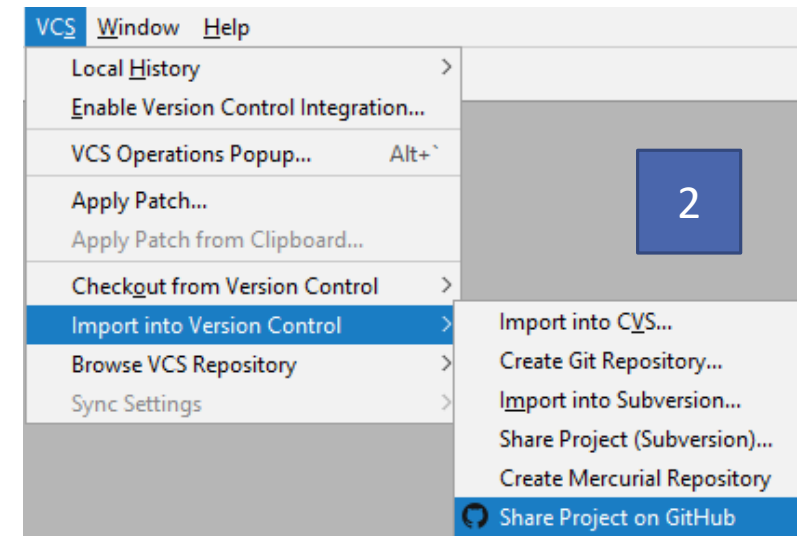 VCS Window Help
Local History >
Enable Version Control Integration...
VCS Operations Popup... Alt+`
Apply Patch...
Apply Patch from Clipboard...
Checkout from Version Control >
Import into Version Control >
Browse VCS Repository >
Sync Settings >
2
Import into CVS...
Create Git Repository...
Import into Subversion...
Share Project (Subversion)...
Create Mercurial Repository
Share Project on GitHub